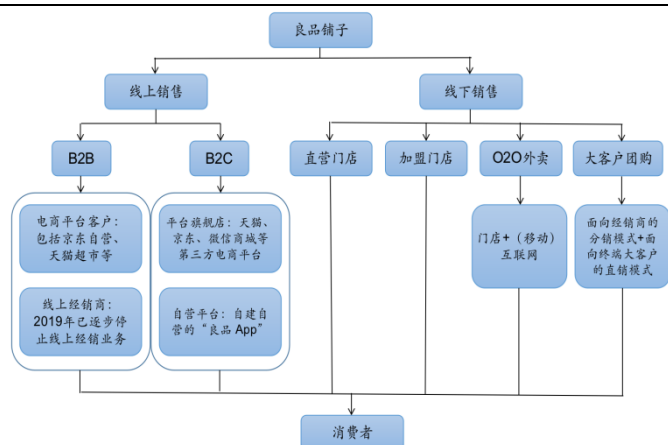 良品铺子
线上销售
线下销售
B2B
B2C
直营门店
加盟门店
O2O外卖
大客户团购
电商平台客户：
包括京东自营、
天猫超市等
平台旗舰店：天猫、
京东、微信商城等
第三方电商平台
门店+（移动）
互联网
面向经销商的
分销模式+面
向终端大客户
的直销模式
线上经销商：
2019年已逐步停
止线上经销业务
自营平台：自建自
营的“良品 App”
消费者